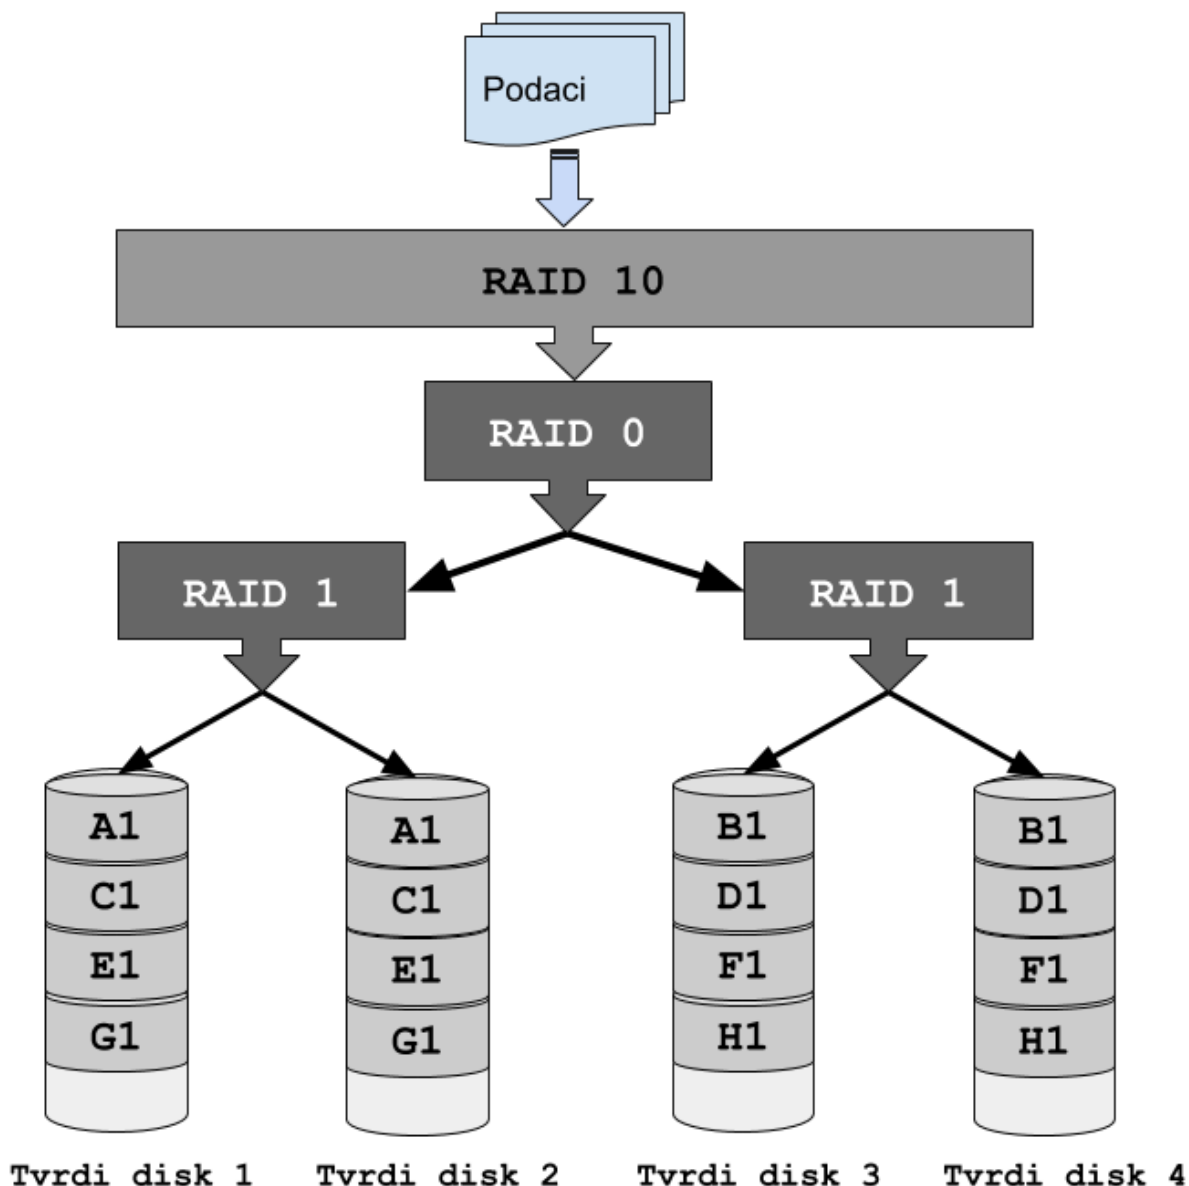 Podaci
RAID 10
RAID 0
RAID 1 RAID 1
A1 A1 B1 B1
C1 C1 D1 D1
E1 E1 F1 F1
G1 G1 H1 H1
Tvrdi disk 1 Tvrdi disk 2 Tvrdi disk 3 Tvrdi disk 4